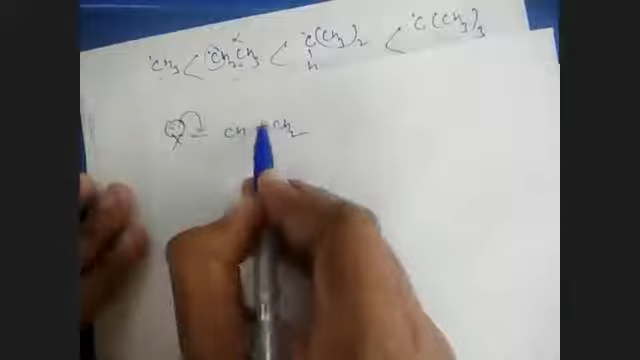 ĊH₃ < ĊH₂CH₃ < Ċ(CH₃)₂ < Ċ(CH₃)₃
α
H
CH CH₂